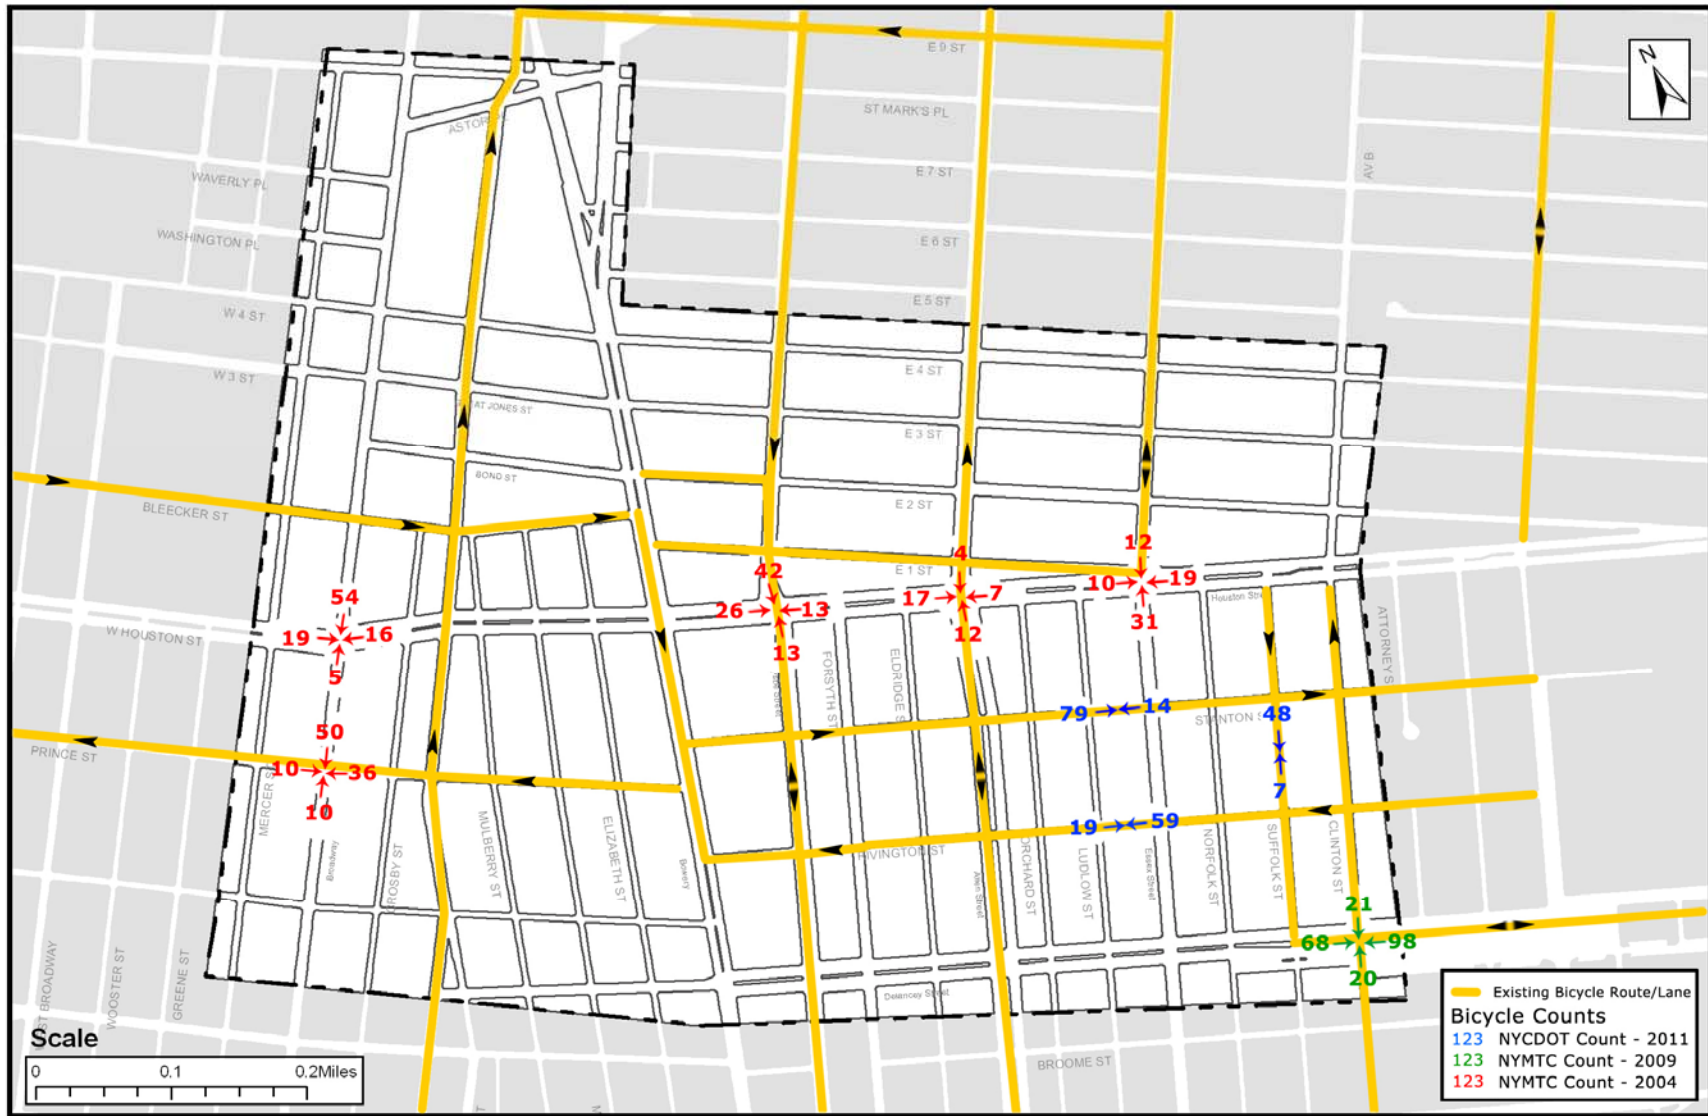 E 9 ST
N
ST MARK'S PL
ASTOR
AV B
E 7 ST
WAVERLY PL
WASHINGTON PL
E 6 ST
E 5 ST
W 4 ST
W 3 ST
E 4 ST
AT JONES ST
E 3 ST
BOND ST
E 2 ST
BLEECKER ST
E 1 ST
4
12
42
10 19
17 7
26 13
Houston Street
54
19 16
W HOUSTON ST
5
12
31
13
ATTORNEY S
FORSYTH ST
ELDRIDGE S
79 14
STANTON S
48
50
PRINCE ST
10 36
MERCER ST
10
7
19 59
RIVINGTON ST
MULBERRY ST
ELIZABETH ST
Broadway
CROSBY ST
Bowery
Allen Street
ORCHARD ST
LUDLOW ST
Essex Street
NORFOLK ST
SUFFOLK ST
CLINTON ST
21
68 98
20
ST BROADWAY
WOOSTER ST
GREENE ST
Delancey Street
BROOME ST
Scale
0 0.1 0.2Miles
Existing Bicycle Route/Lane
Bicycle Counts
123 NYCDOT Count - 2011
123 NYMTC Count - 2009
123 NYMTC Count - 2004